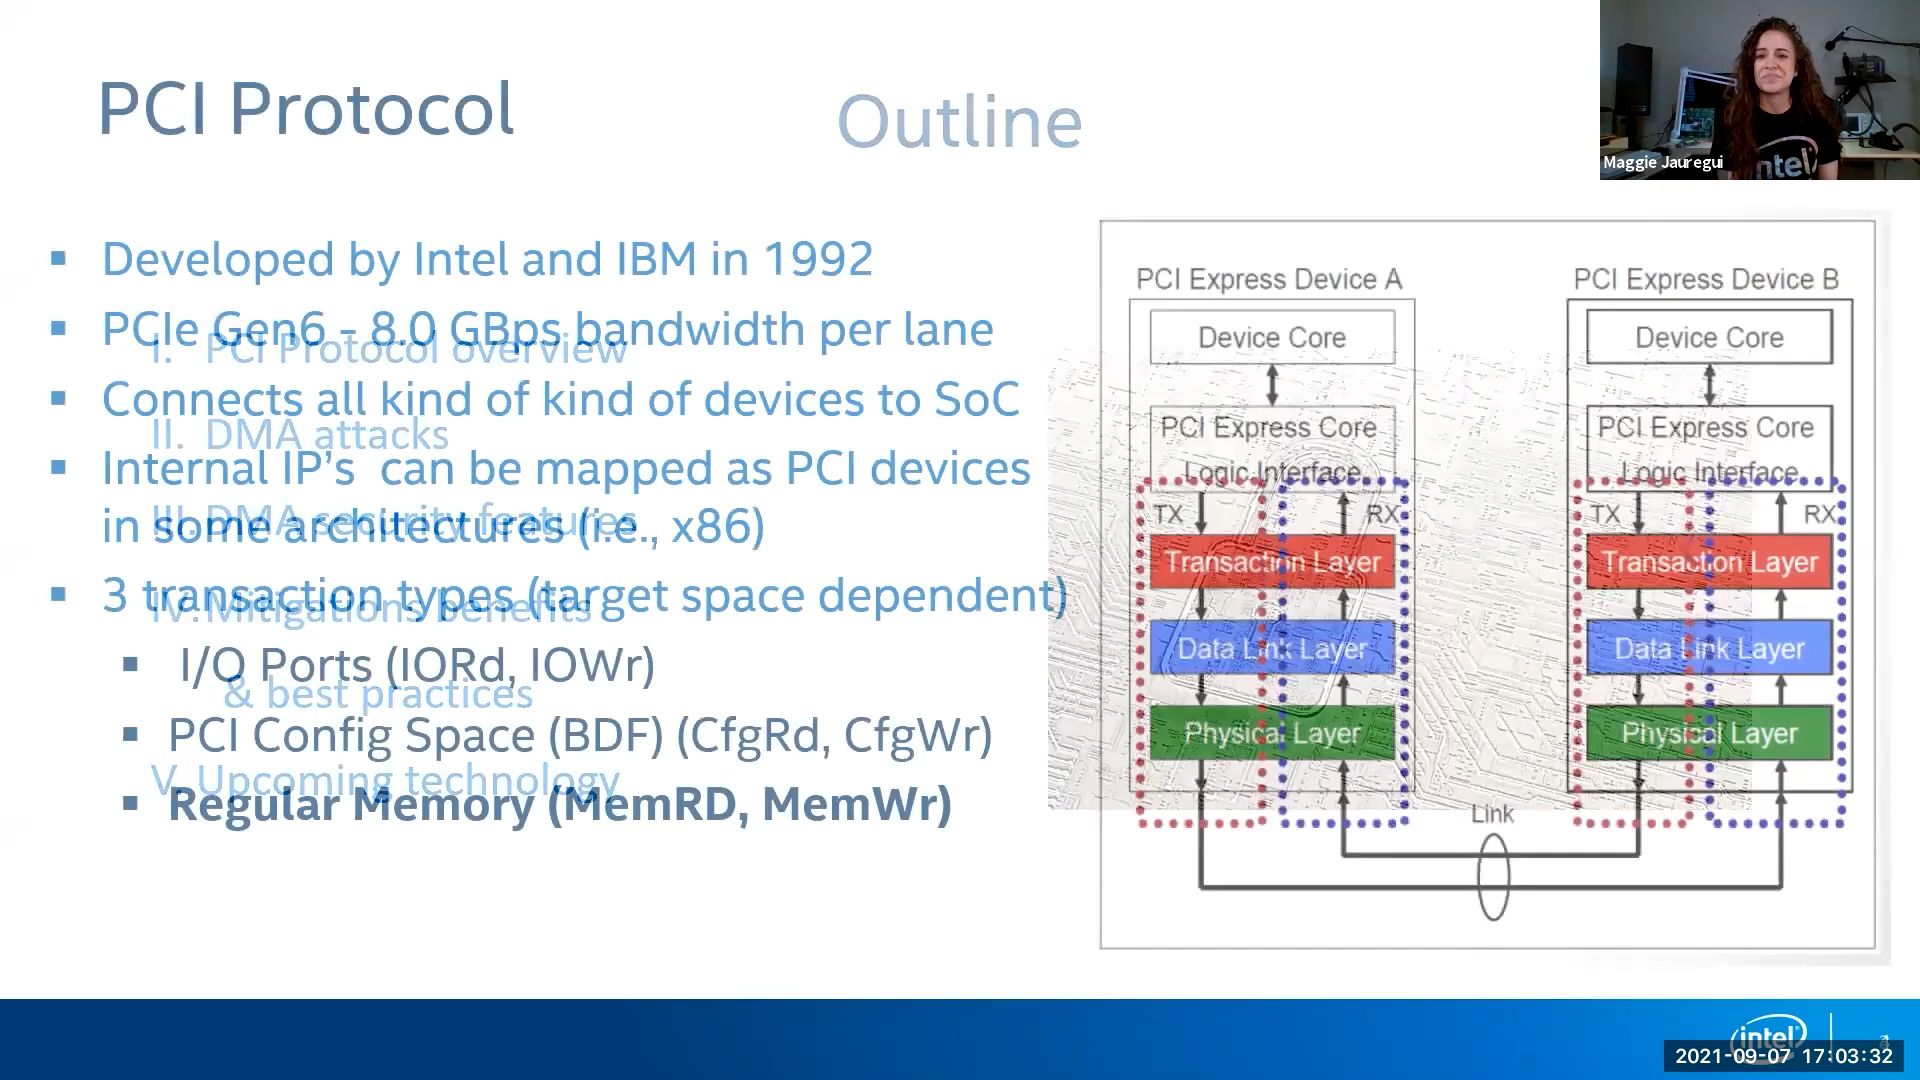 PCI Protocol
Outline
Maggie Jauregui
intel
▪ Developed by Intel and IBM in 1992
▪ PCIe Gen6 - 8.0 GBps bandwidth per lane
▪ Connects all kind of kind of devices to SoC
▪ Internal IP's can be mapped as PCI devices
in some architectures (i.e., x86)
▪ 3 transaction types (target space dependent)
▪ I/O Ports (IORd, IOWr)
▪ PCI Config Space (BDF) (CfgRd, CfgWr)
▪ Regular Memory (MemRD, MemWr)
I. PCI Protocol overview
II. DMA attacks
III. DMA security features
IV. Mitigations benefits
& best practices
V. Upcoming technology
PCI Express Device A
Device Core
PCI Express Core
Logic Interface
TX RX
Transaction Layer
Data Link Layer
Physical Layer
PCI Express Device B
Device Core
PCI Express Core
Logic Interface
TX RX
Transaction Layer
Data Link Layer
Physical Layer
Link
intel
2021-09-07 17:03:32